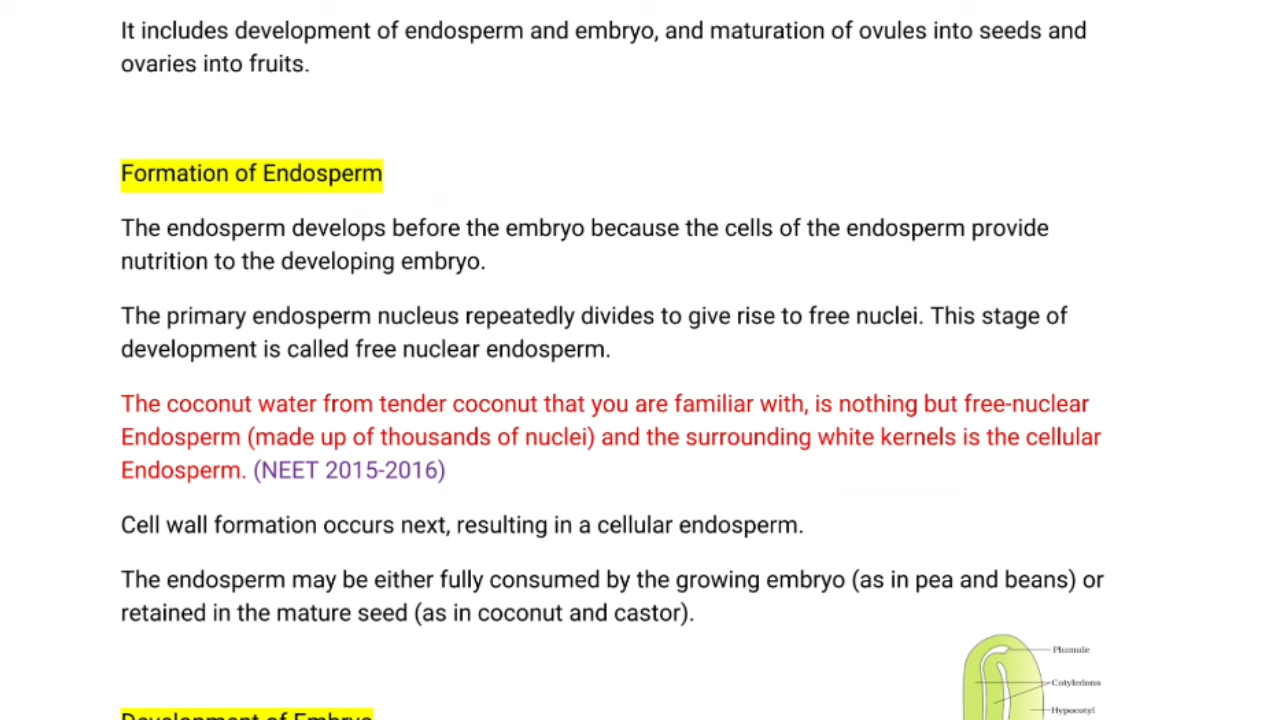 It includes development of endosperm and embryo, and maturation of ovules into seeds and
ovaries into fruits.
Formation of Endosperm
The endosperm develops before the embryo because the cells of the endosperm provide
nutrition to the developing embryo.
The primary endosperm nucleus repeatedly divides to give rise to free nuclei. This stage of
development is called free nuclear endosperm.
The coconut water from tender coconut that you are familiar with, is nothing but free-nuclear
Endosperm (made up of thousands of nuclei) and the surrounding white kernels is the cellular
Endosperm. (NEET 2015-2016)
Cell wall formation occurs next, resulting in a cellular endosperm.
The endosperm may be either fully consumed by the growing embryo (as in pea and beans) or
retained in the mature seed (as in coconut and castor).
Plumule
Cotyledons
Hypocotyl
Development of Embryo